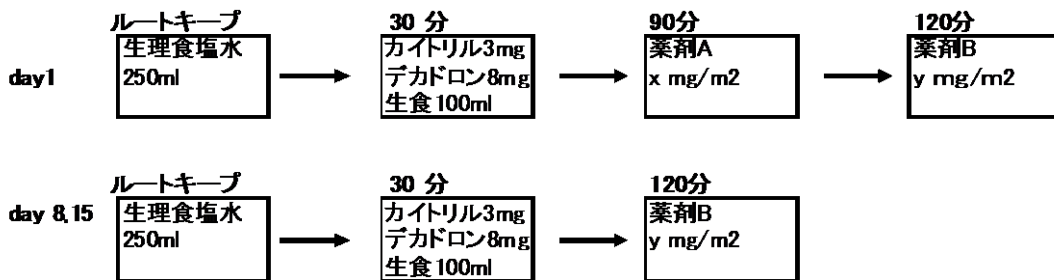 ルートキープ
30 分
90分
120分
day1
生理食塩水
250ml
カイトリル3mg
デカドロン8mg
生食100ml
薬剤A
x mg/m2
薬剤B
y mg/m2
ルートキープ
30 分
120分
day 8,15
生理食塩水
250ml
カイトリル3mg
デカドロン8mg
生食100ml
薬剤B
y mg/m2